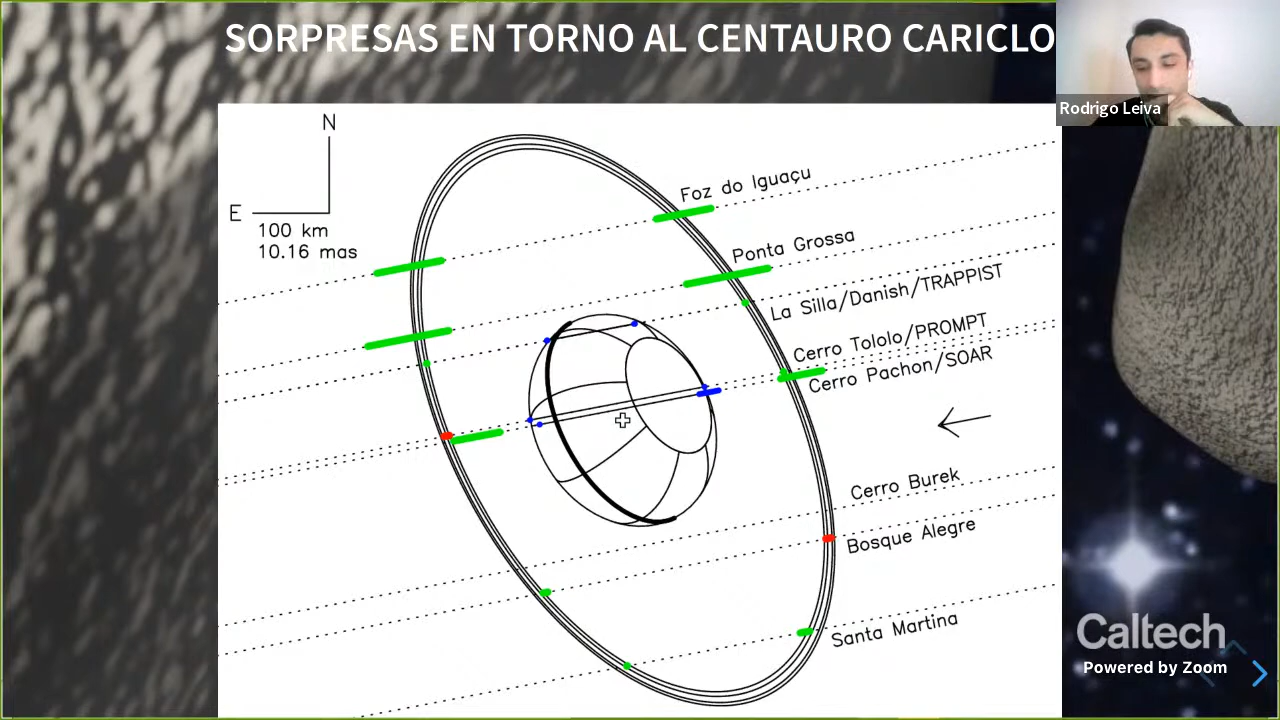 SORPRESAS EN TORNO AL CENTAURO CARICLO
Rodrigo Leiva
N
E
100 km
10.16 mas
Foz do Iguaçu
Ponta Grossa
La Silla/Danish/TRAPPIST
Cerro Tololo/PROMPT
Cerro Pachon/SOAR
Cerro Burek
Bosque Alegre
Santa Martina
Caltech
Powered by Zoom